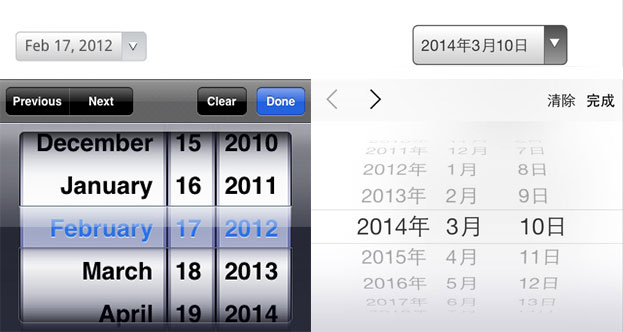 Feb 17, 2012
Previous Next Clear Done
December 15 2010
January 16 2011
February 17 2012
March 18 2013
April 19 2014
2014年3月10日
清除 完成
2011年 12月 7日
2012年 1月 8日
2013年 2月 9日
2014年 3月 10日
2015年 4月 11日
2016年 5月 12日
2017年 6月 13日